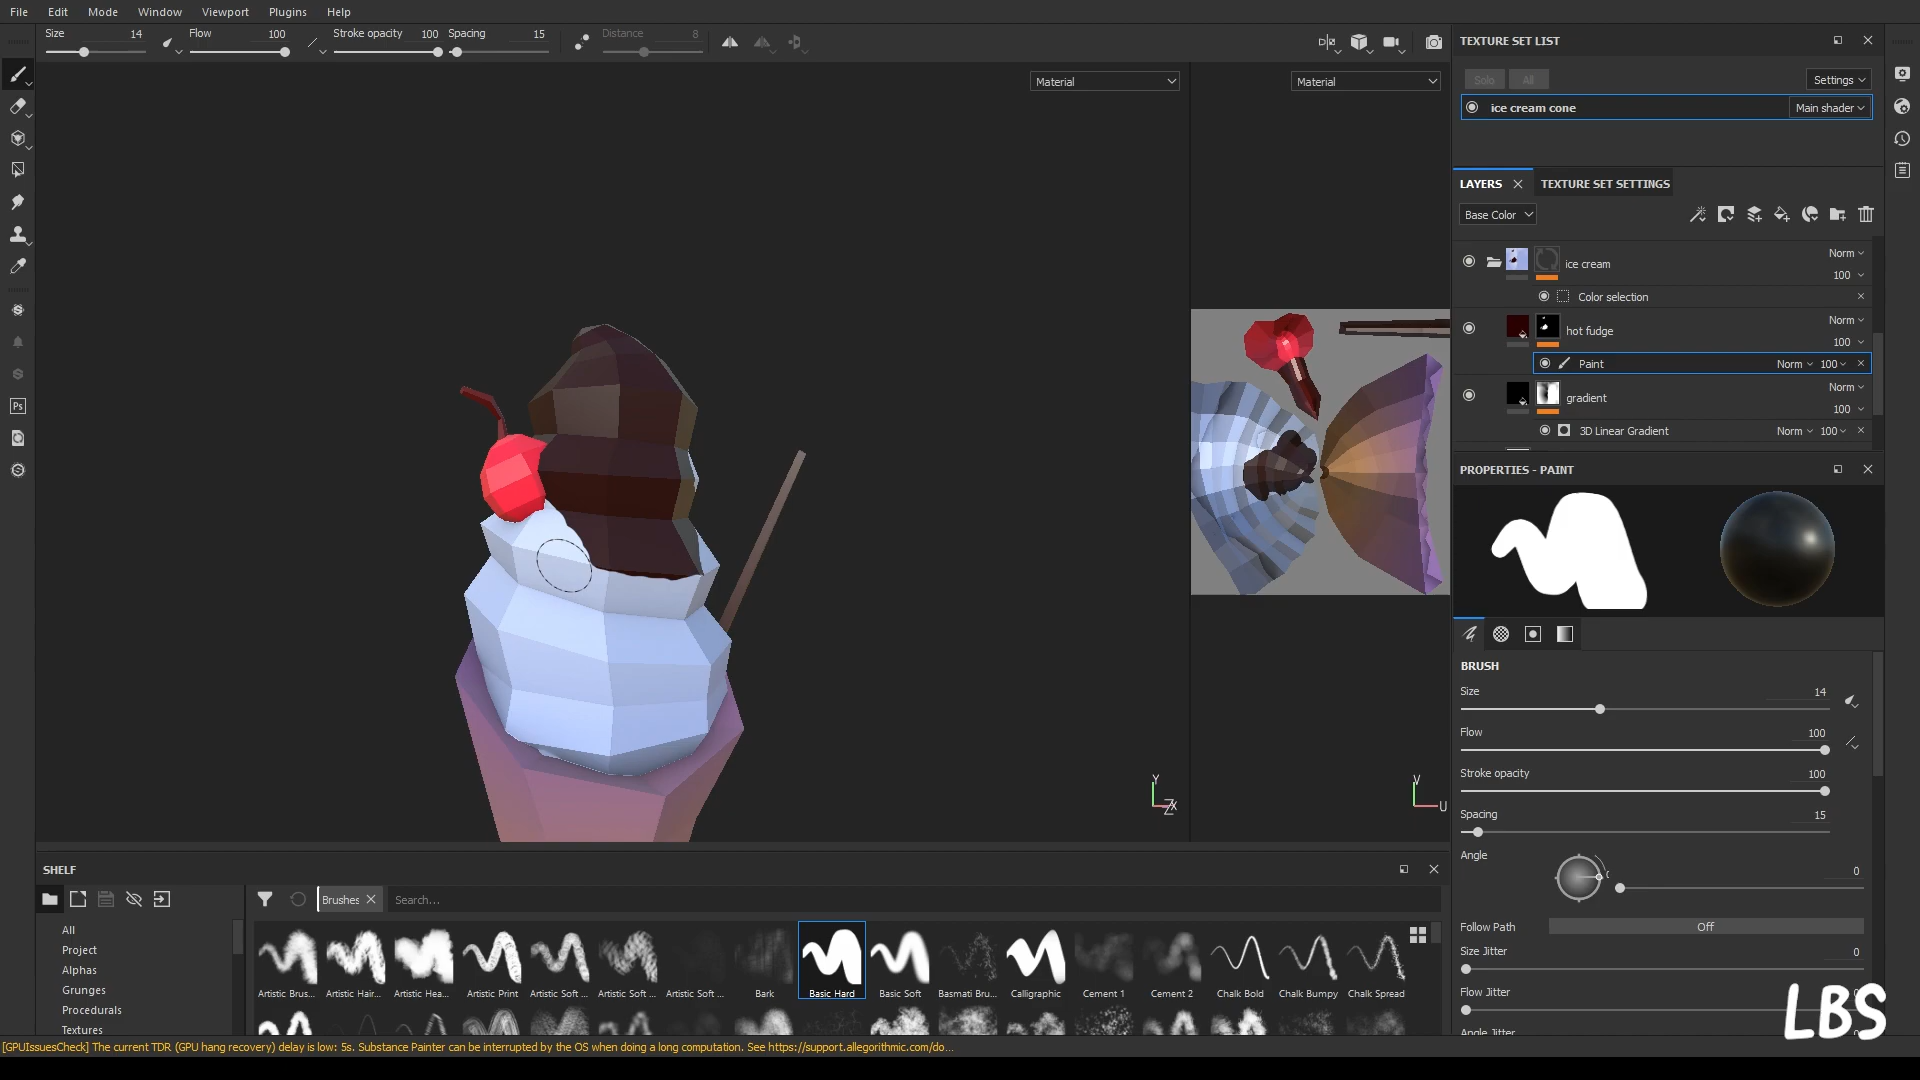 File Edit Mode Window Viewport Plugins Help
Size 14 Flow 100 Stroke opacity 100 Spacing 15 Distance 8
Material
Material
TEXTURE SET LIST
Solo All Settings
ice cream cone Main shader
LAYERS TEXTURE SET SETTINGS
Base Color
ice cream Norm 100
Color selection
hot fudge Norm 100
Paint Norm 100
gradient Norm 100
3D Linear Gradient Norm 100
Ps
Y
Z X
V
U
PROPERTIES - PAINT
BRUSH
Size 14
Flow 100
Stroke opacity 100
Spacing 15
Angle 0
Follow Path Off
Size Jitter 0
Flow Jitter
Angle Jitter
SHELF
Brushes Search...
All
Project
Alphas
Grunges
Procedurals
Textures
Artistic Brus... Artistic Hair... Artistic Hea... Artistic Print Artistic Soft ... Artistic Soft ... Artistic Soft ... Bark Basic Hard Basic Soft Basmati Bru... Calligraphic Cement 1 Cement 2 Chalk Bold Chalk Bumpy Chalk Spread
LBS
[GPUIssuesCheck] The current TDR (GPU hang recovery) delay is low: 5s. Substance Painter can be interrupted by the OS when doing a long computation. See https://support.allegorithmic.com/do...